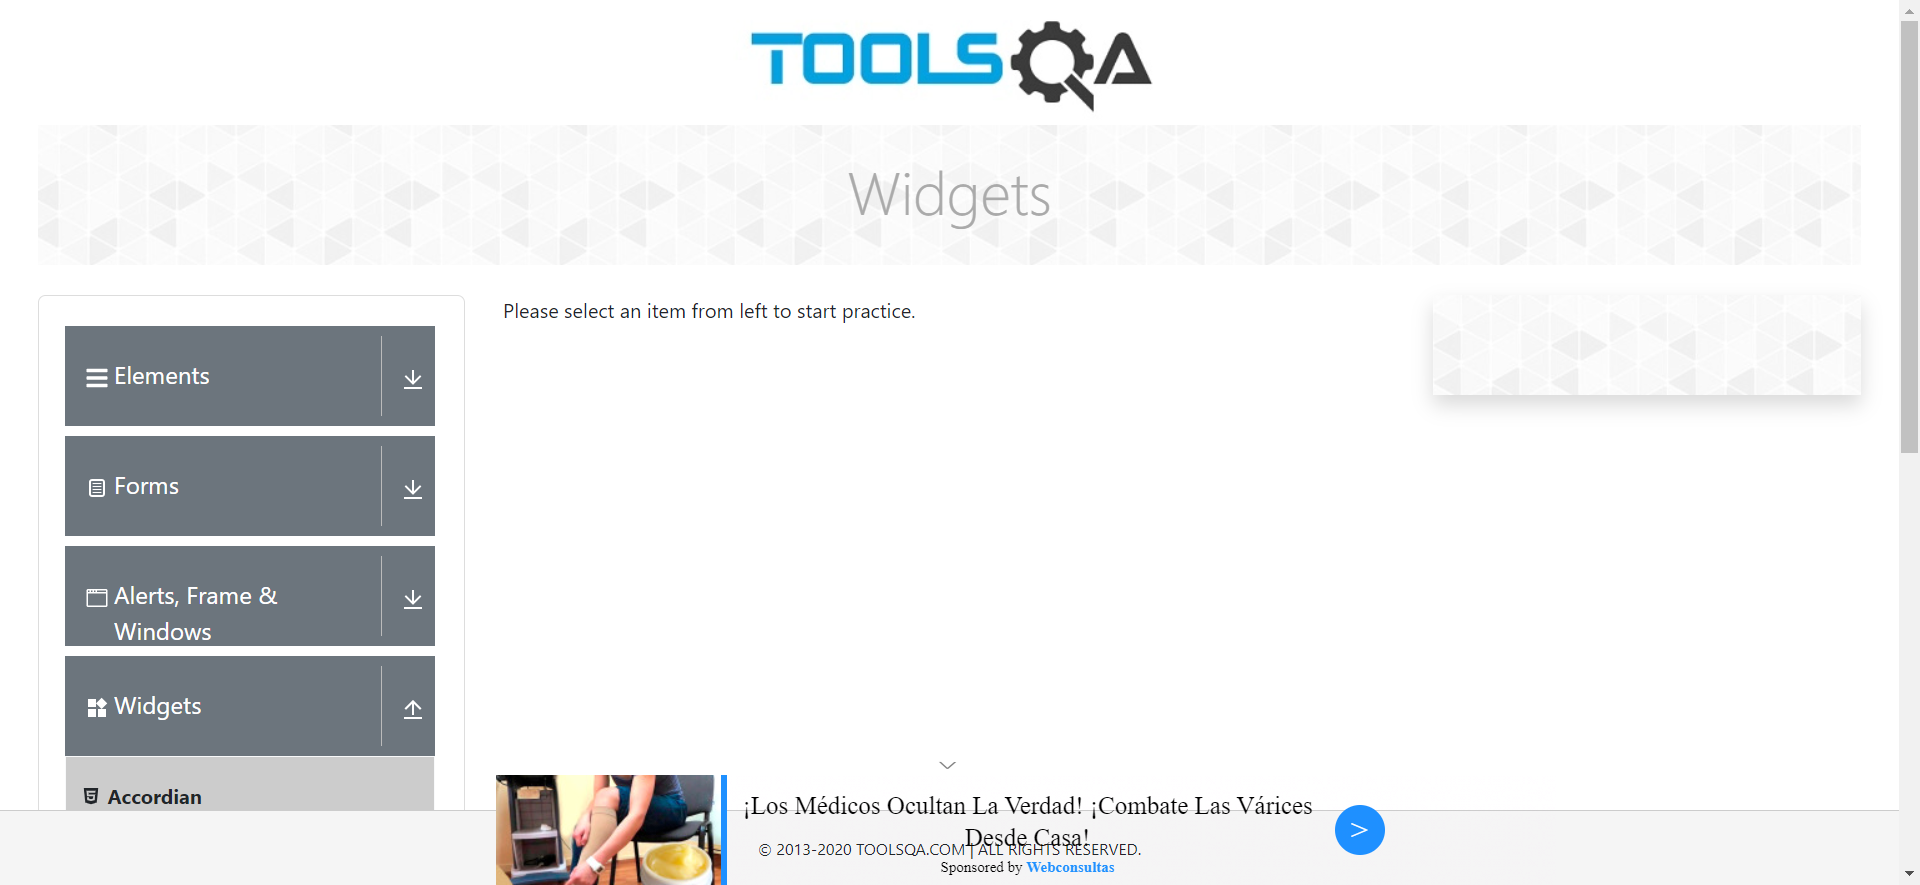 TOOLSQA
Widgets
Please select an item from left to start practice.
Elements
Forms
Alerts, Frame &
Windows
Widgets
Accordian
¡Los Médicos Ocultan La Verdad! ¡Combate Las Várices
Desde Casa!
© 2013-2020 TOOLSQA.COM | ALL RIGHTS RESERVED.
Sponsored by Webconsultas